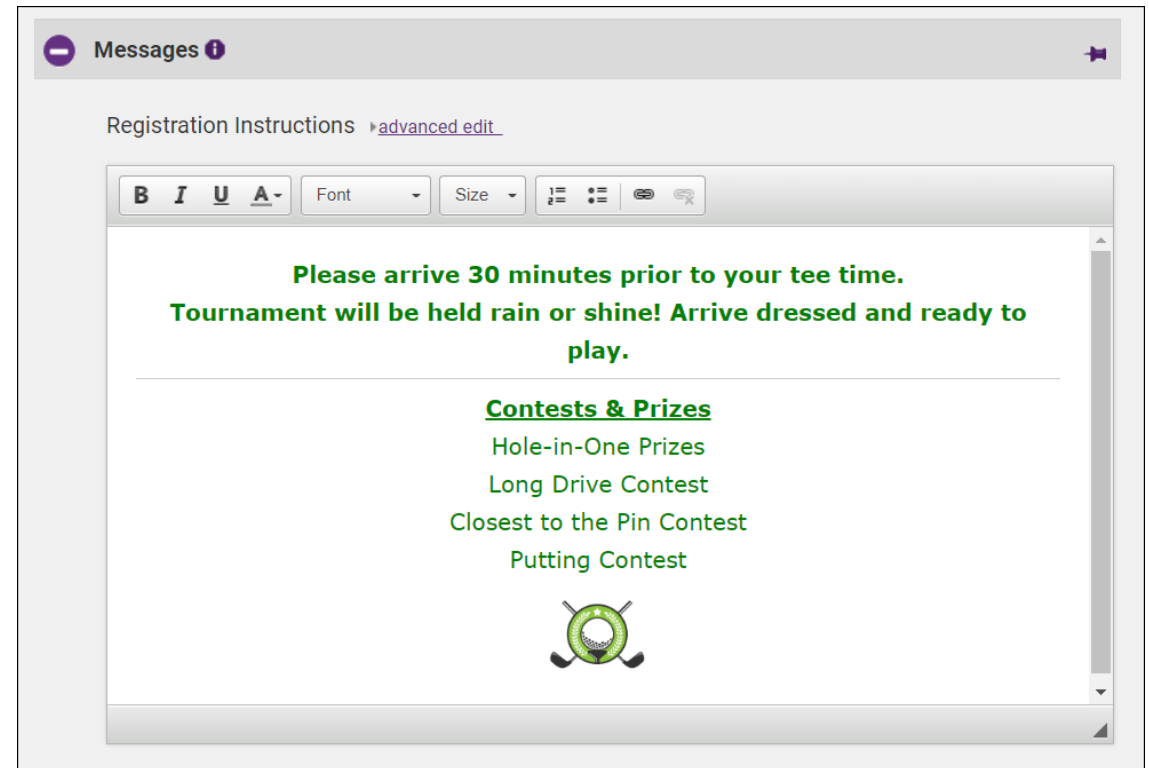 Messages
Registration Instructions advanced edit
B I U A Font Size
Please arrive 30 minutes prior to your tee time.
Tournament will be held rain or shine! Arrive dressed and ready to
play.
Contests & Prizes
Hole-in-One Prizes
Long Drive Contest
Closest to the Pin Contest
Putting Contest